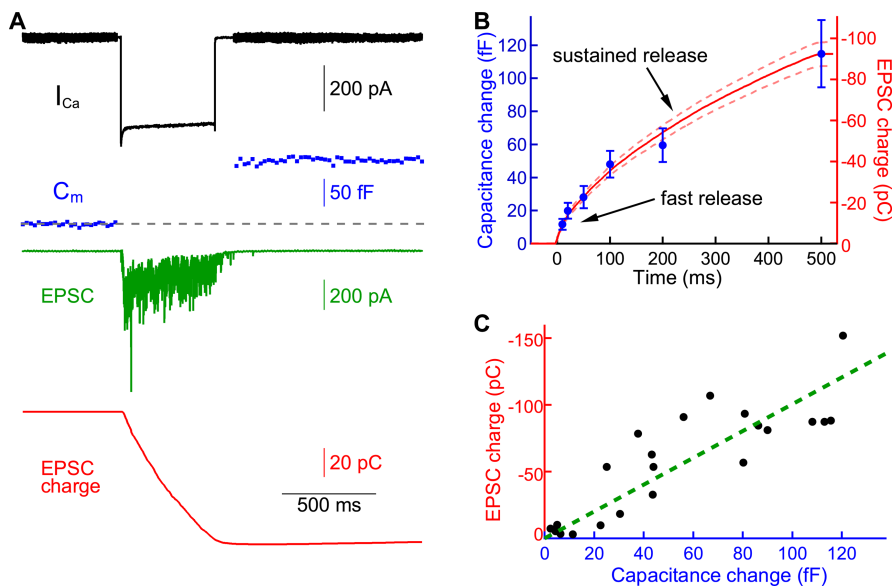 A
I_Ca
200 pA
C_m
50 fF
EPSC
200 pA
EPSC
charge
20 pC
500 ms
B
Capacitance change (fF)
120
100
80
60
40
20
0
sustained release
fast release
0
100
200
300
400
500
Time (ms)
-100
-80
-60
-40
-20
0
EPSC charge (pC)
C
EPSC charge (pC)
-150
-100
-50
0
0
20
40
60
80
100
120
Capacitance change (fF)